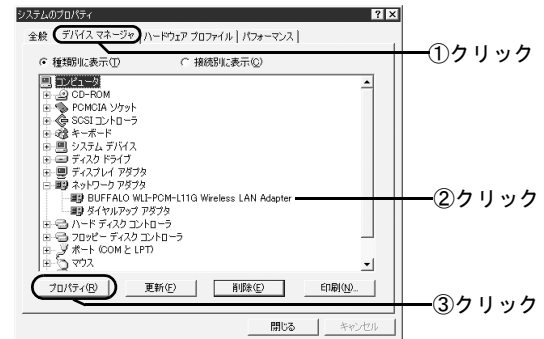 システムのプロパティ
全般 デバイス マネージャ ハードウェア プロファイル パフォーマンス
①クリック
種類別に表示(T) 接続別に表示(C)
コンピュータ
CD-ROM
PCMCIA ソケット
SCSI コントローラ
キーボード
システム デバイス
ディスク ドライブ
ディスプレイ アダプタ
ネットワーク アダプタ
BUFFALO WLI-PCM-L11G Wireless LAN Adapter
②クリック
ダイヤルアップ アダプタ
ハード ディスク コントローラ
フロッピー ディスク コントローラ
ポート (COM と LPT)
マウス
プロパティ(R) 更新(F) 削除(E) 印刷(N)...
③クリック
閉じる キャンセル